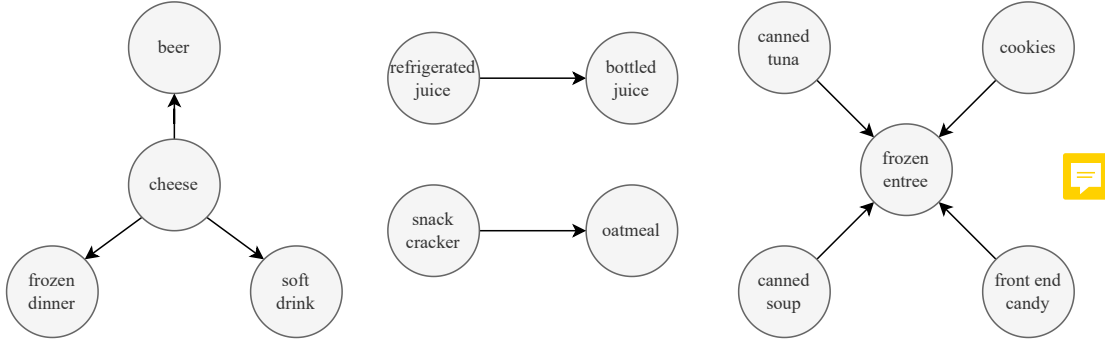 beer
cheese
frozen
dinner
soft
drink
refrigerated
juice
bottled
juice
snack
cracker
oatmeal
canned
tuna
cookies
frozen
entree
canned
soup
front end
candy